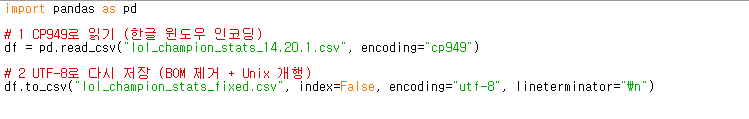 import pandas as pd
# 1 CP949로 읽기 (한글 윈도우 인코딩)
df = pd.read_csv("lol_champion_stats_14.20.1.csv", encoding="cp949")
# 2 UTF-8로 다시 저장 (BOM 제거 + Unix 개행)
df.to_csv("lol_champion_stats_fixed.csv", index=False, encoding="utf-8", lineterminator="₩n")